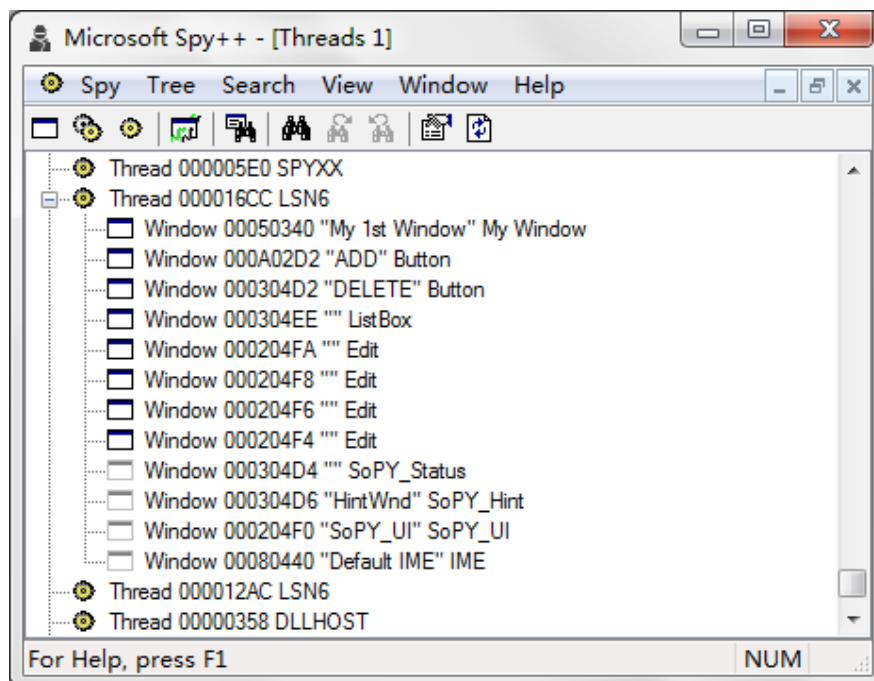 Microsoft Spy++ - [Threads 1]
Spy Tree Search View Window Help
Thread 000005E0 SPYXX
Thread 000016CC LSN6
Window 00050340 "My 1st Window" My Window
Window 000A02D2 "ADD" Button
Window 000304D2 "DELETE" Button
Window 000304EE "" ListBox
Window 000204FA "" Edit
Window 000204F8 "" Edit
Window 000204F6 "" Edit
Window 000204F4 "" Edit
Window 000304D4 "" SoPY_Status
Window 000304D6 "HintWnd" SoPY_Hint
Window 000204F0 "SoPY_UI" SoPY_UI
Window 00080440 "Default IME" IME
Thread 000012AC LSN6
Thread 00000358 DLLHOST
For Help, press F1 NUM